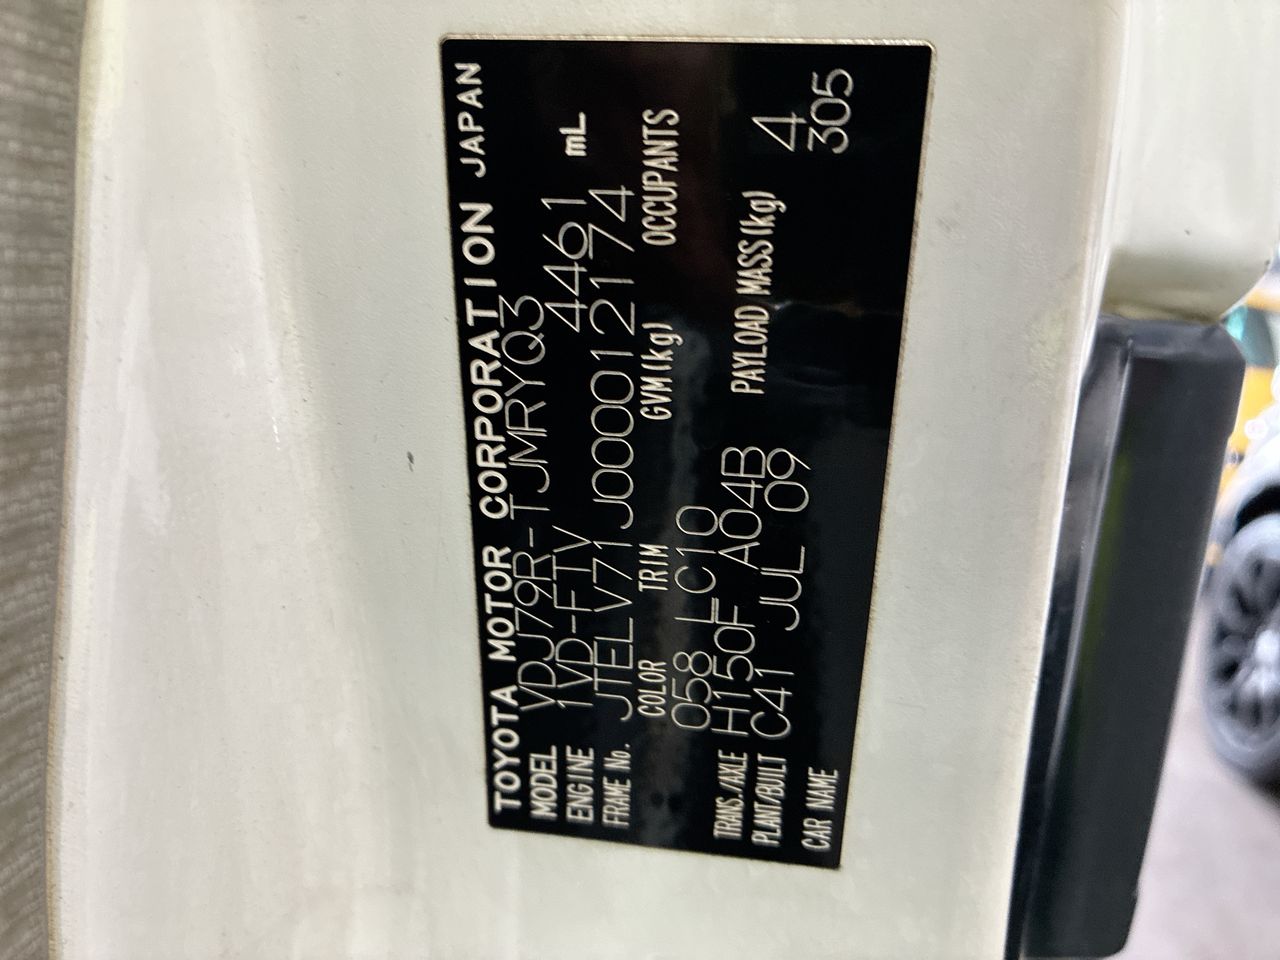 TOYOTA MOTOR CORPORATION JAPAN
MODEL VDJ79R-TJMRYQ3
ENGINE 1VD-FTV 4461 mL
FRAME No. JTELV71J000012174
COLOR TRIM GVM(kg) OCCUPANTS
058 LC10 4
TRANS./AXLE H150F A04B PAYLOAD MASS(kg) 305
PLANT/BUILT C41 JUL 09
CAR NAME